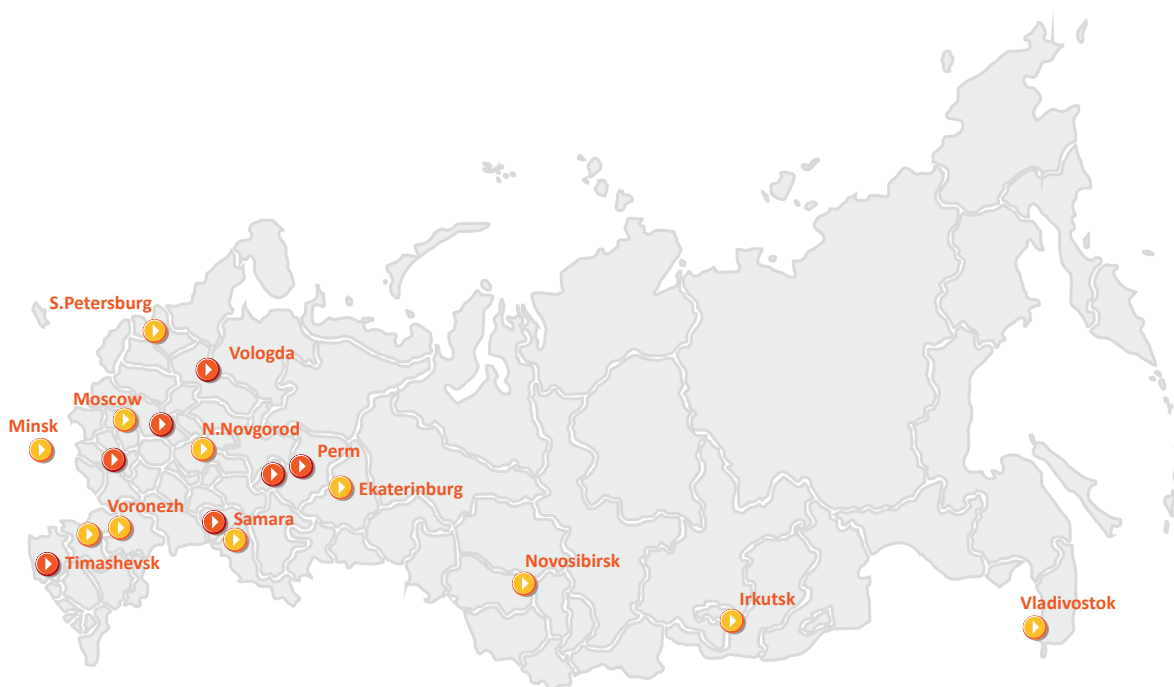 S.Petersburg
Vologda
Moscow
Minsk
N.Novgorod
Perm
Ekaterinburg
Voronezh
Samara
Timashevsk
Novosibirsk
Irkutsk
Vladivostok